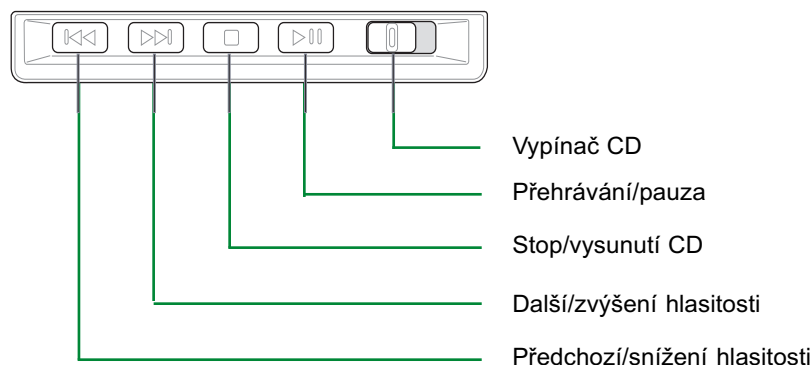 Vypínač CD
Přehrávání/pauza
Stop/vysunutí CD
Další/zvýšení hlasitosti
Předchozí/snížení hlasitosti